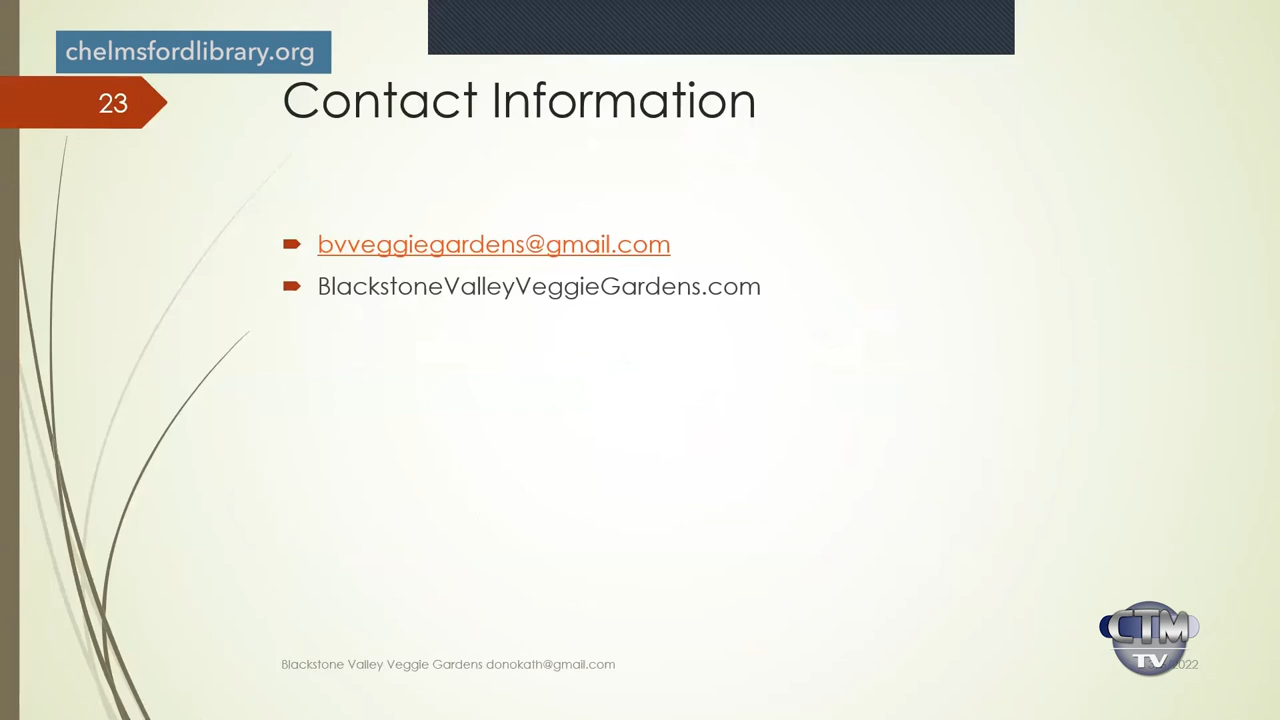 chelmsfordlibrary.org
23
Contact Information
bvveggiegardens@gmail.com
BlackstoneValleyVeggieGardens.com
Blackstone Valley Veggie Gardens donokath@gmail.com
CTM
TV
2022